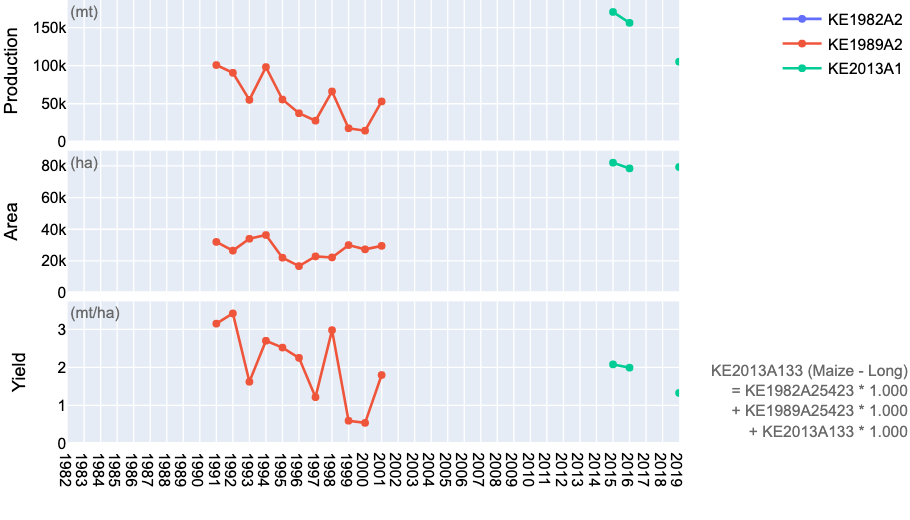 (mt)
150k
100k
50k
0
Production
(ha)
80k
60k
40k
20k
0
Area
(mt/ha)
3
2
1
0
Yield
1982
1983
1984
1985
1986
1987
1988
1989
1990
1991
1992
1993
1994
1995
1996
1997
1998
1999
2000
2001
2002
2003
2004
2005
2006
2007
2008
2009
2010
2011
2012
2013
2014
2015
2016
2017
2018
2019
KE1982A2
KE1989A2
KE2013A1
KE2013A133 (Maize - Long)
= KE1982A25423 * 1.000
+ KE1989A25423 * 1.000
+ KE2013A133 * 1.000